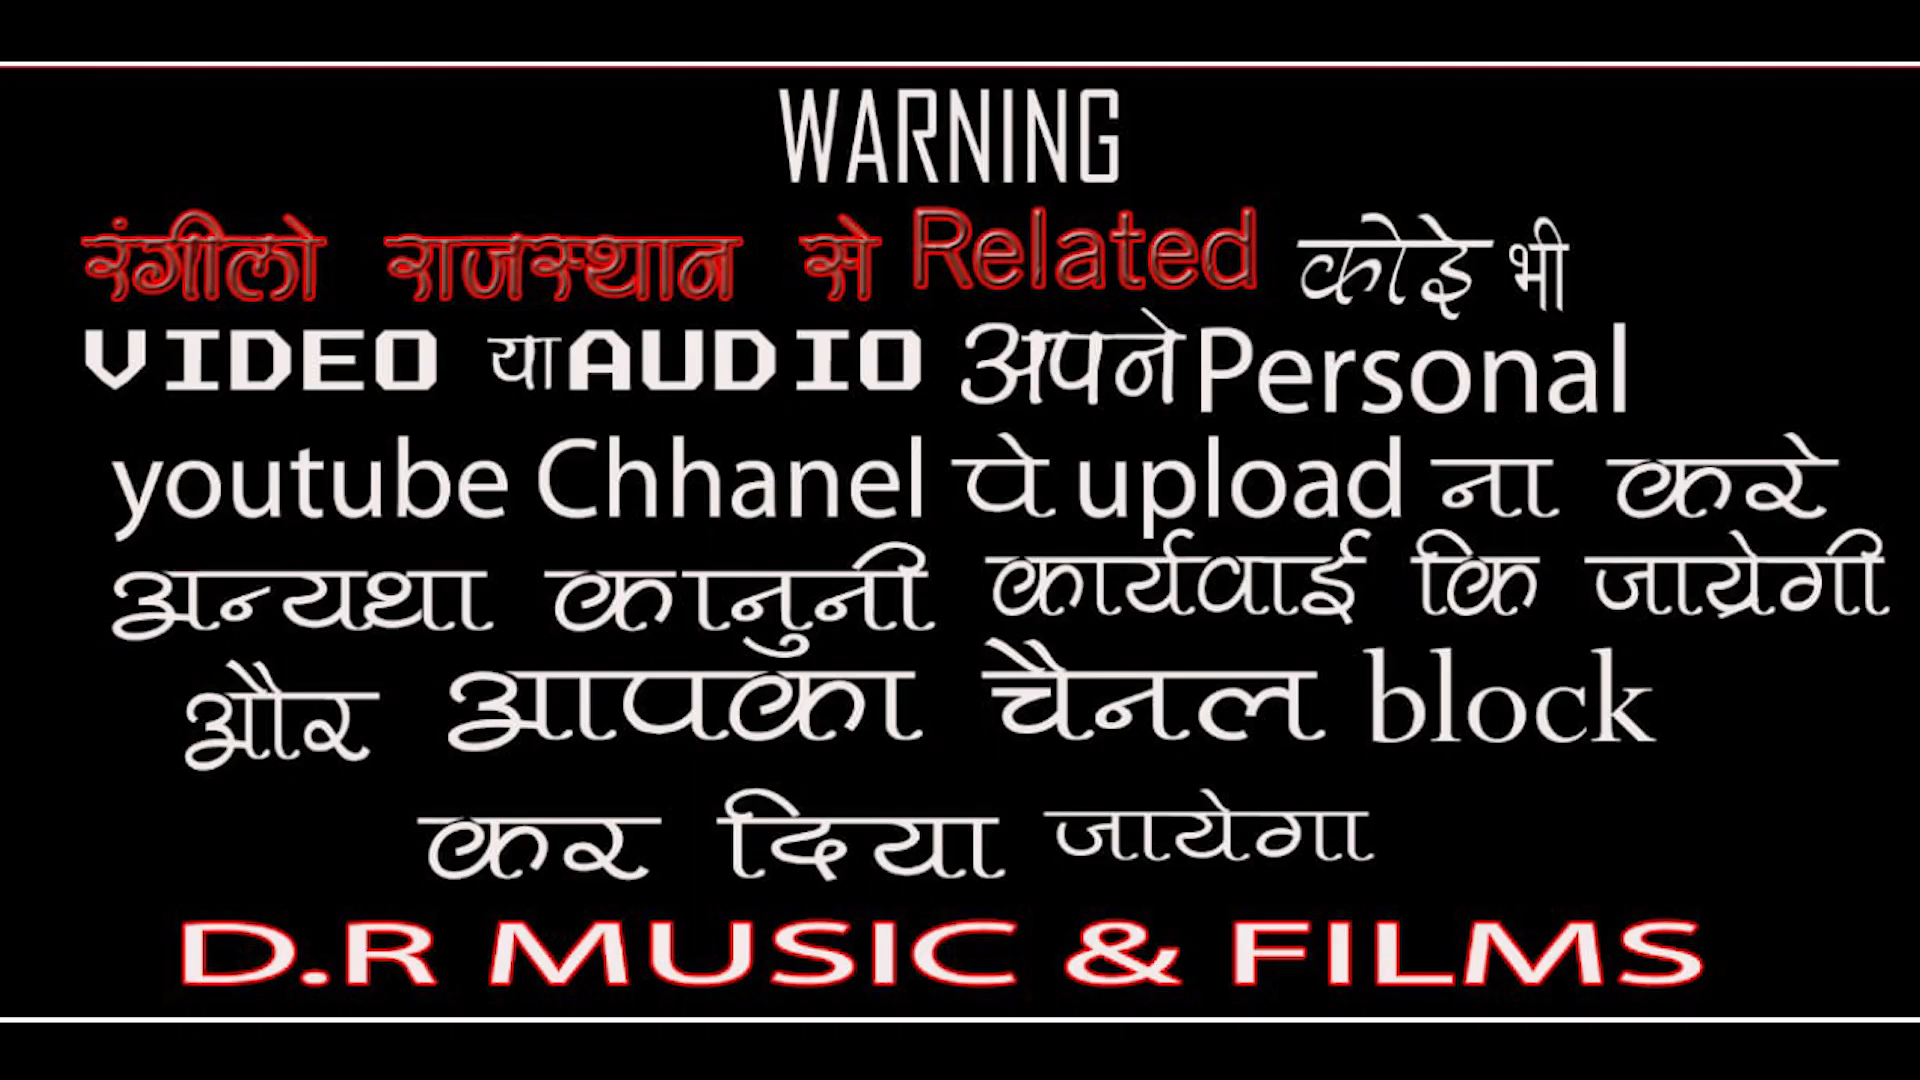 WARNING
रंगीलो राजस्थान से Related कोइे भी
VIDEO या AUDIO अपने Personal
youtube Chhanel पे upload ना करे
अन्यथा कानुनी कार्यवाई कि जाये्रगी
और आपका चैनल block
कर दिया जायेगा
D.R MUSIC & FILMS